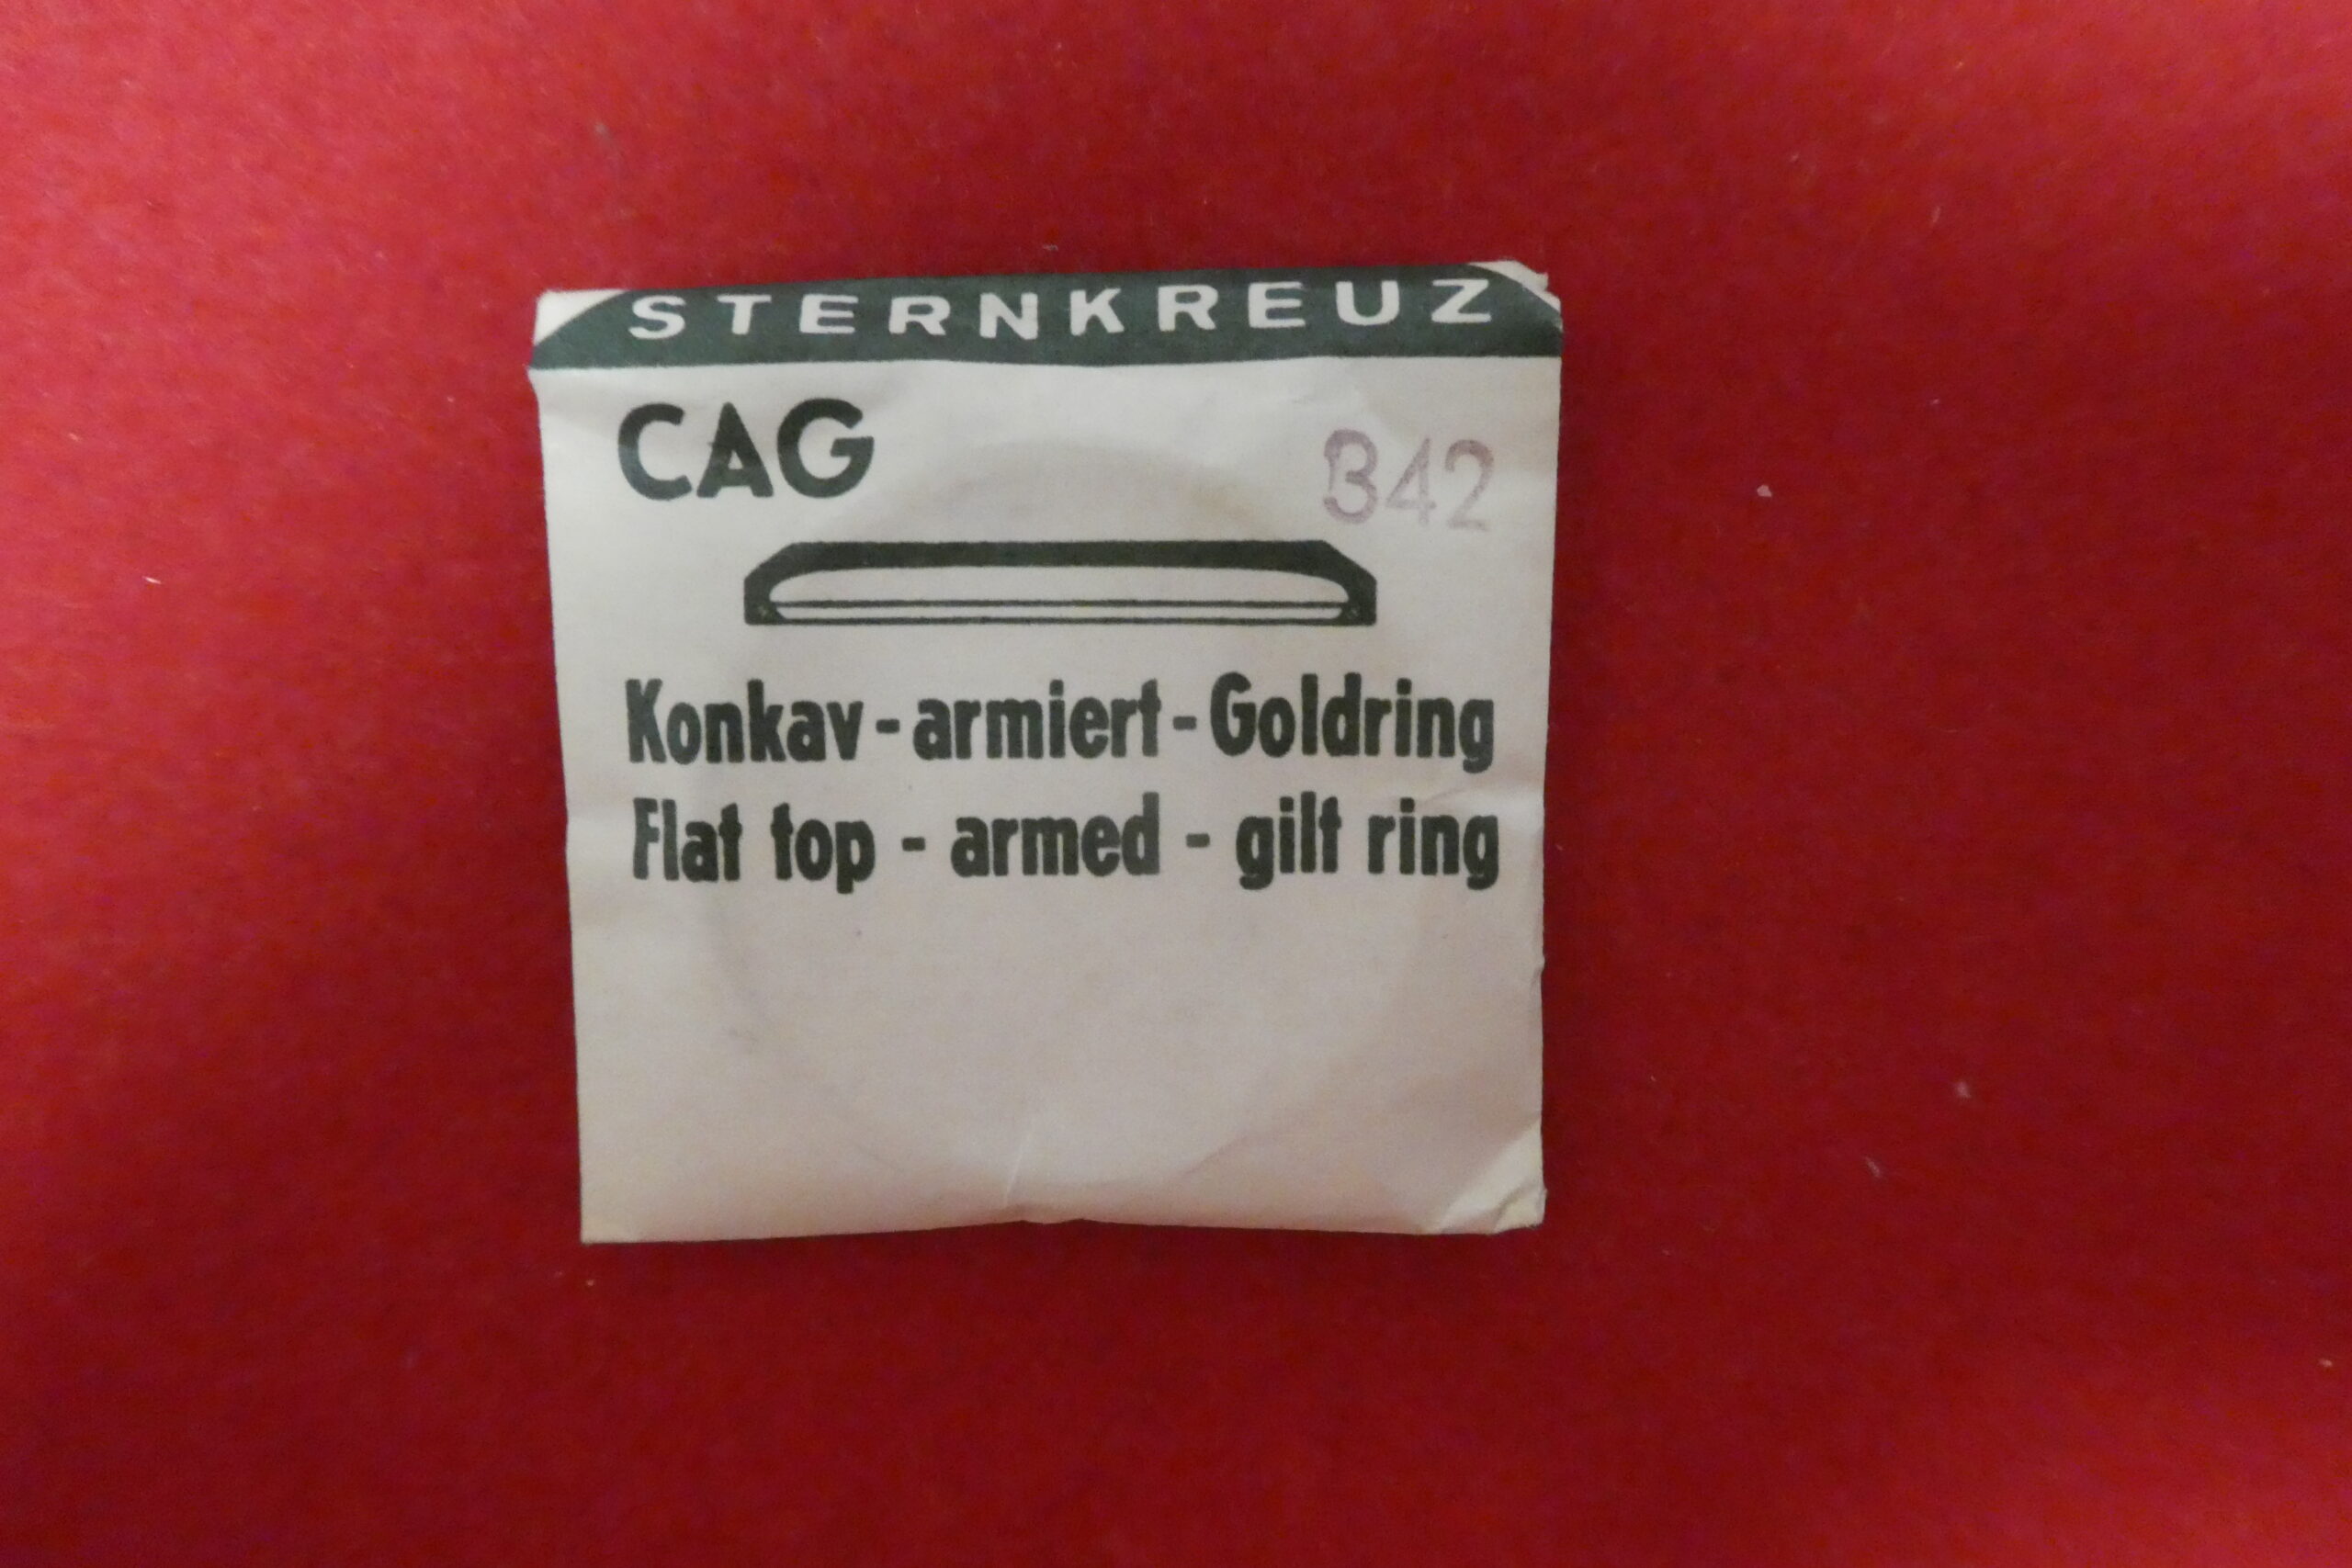 STERNKREUZ
CAG 342
Konkav - armiert - Goldring
Flat top - armed - gilt ring